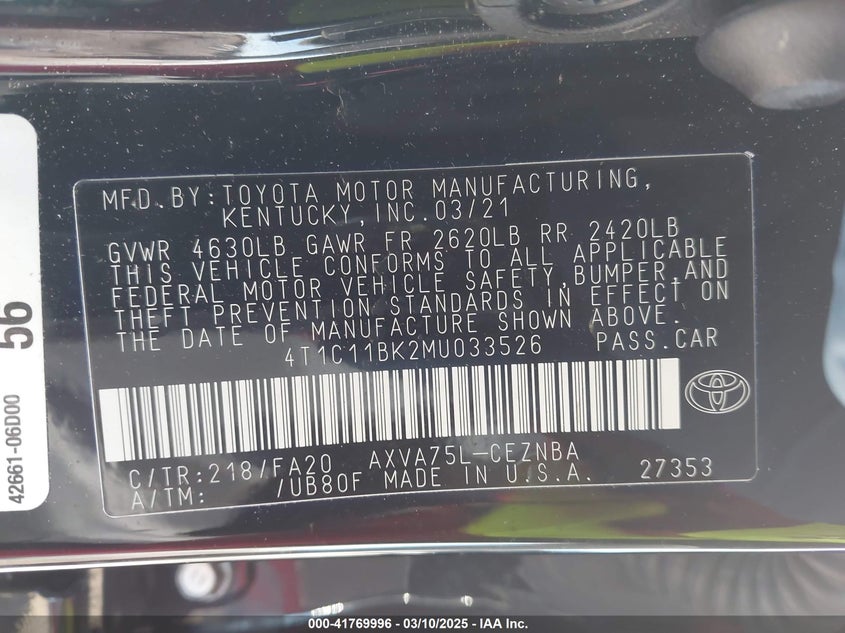 MFD.BY:TOYOTA MOTOR MANUFACTURING,
KENTUCKY,INC.03/21
GVWR 4630LB GAWR FR 2620LB RR 2420LB
THIS VEHICLE CONFORMS TO ALL APPLICABLE
FEDERAL MOTOR VEHICLE SAFETY,BUMPER,AND
THEFT PREVENTION STANDARDS IN EFFECT ON
THE DATE OF MANUFACTURE SHOWN ABOVE.
4T1C11BK2MU033526 PASS.CAR
C/TR:218/FA20 AXVA75L-CEZNBA
A/TM: /UB80F MADE IN U.S.A. 27353
56
42661-06D00
000-41769996 - 03/10/2025 - IAA Inc.